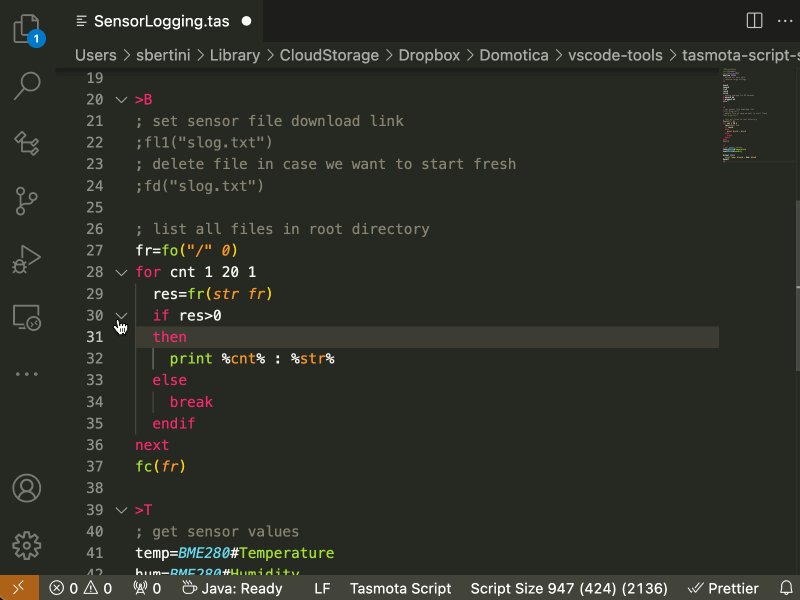 SensorLogging.tas
1
Users > sbertini > Library > CloudStorage > Dropbox > Domotica > vscode-tools > tasmota-script-s
19
20 >B
21 ; set sensor file download link
22 ;fl1("slog.txt")
23 ; delete file in case we want to start fresh
24 ;fd("slog.txt")
25
26 ; list all files in root directory
27 fr=fo("/" 0)
28 for cnt 1 20 1
29 res=fr(str fr)
30 if res>0
31 then
32 print %cnt% : %str%
33 else
34 break
35 endif
36 next
37 fc(fr)
38
39 >T
40 ; get sensor values
41 temp=BME280#Temperature
42 hum=BME280#Humidity
0 0 0 Java: Ready LF Tasmota Script Script Size 947 (424) (2136) Prettier